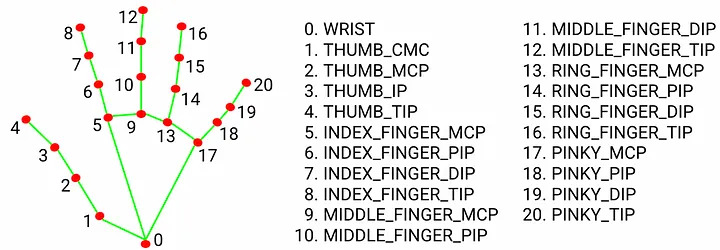 12
8
16
11
7
15
20
10
6
14
19
4
5
9
13
18
3
17
2
1
0
0. WRIST
1. THUMB_CMC
2. THUMB_MCP
3. THUMB_IP
4. THUMB_TIP
5. INDEX_FINGER_MCP
6. INDEX_FINGER_PIP
7. INDEX_FINGER_DIP
8. INDEX_FINGER_TIP
9. MIDDLE_FINGER_MCP
10. MIDDLE_FINGER_PIP
11. MIDDLE_FINGER_DIP
12. MIDDLE_FINGER_TIP
13. RING_FINGER_MCP
14. RING_FINGER_PIP
15. RING_FINGER_DIP
16. RING_FINGER_TIP
17. PINKY_MCP
18. PINKY_PIP
19. PINKY_DIP
20. PINKY_TIP